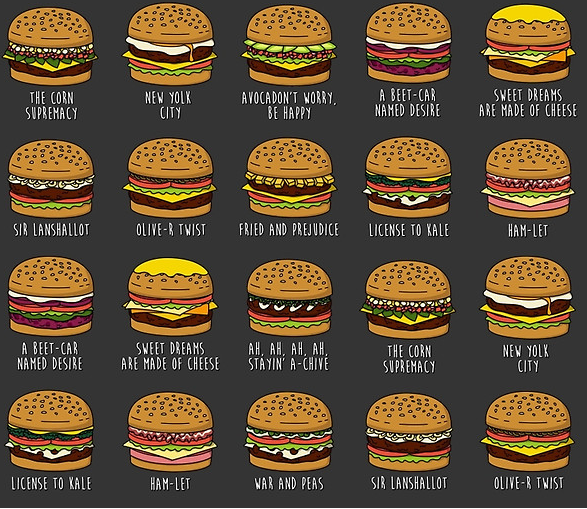 THE CORN
SUPREMACY
NEW YOLK
CITY
AVOCADON'T WORRY,
BE HAPPY
A BEET-CAR
NAMED DESIRE
SWEET DREAMS
ARE MADE OF CHEESE
SIR LANSHALLOT
OLIVE-R TWIST
FRIED AND PREJUDICE
LICENSE TO KALE
HAM-LET
A BEET-CAR
NAMED DESIRE
SWEET DREAMS
ARE MADE OF CHEESE
AH, AH, AH, AH,
STAYIN' A-CHIVE
THE CORN
SUPREMACY
NEW YOLK
CITY
LICENSE TO KALE
HAM-LET
WAR AND PEAS
SIR LANSHALLOT
OLIVE-R TWIST